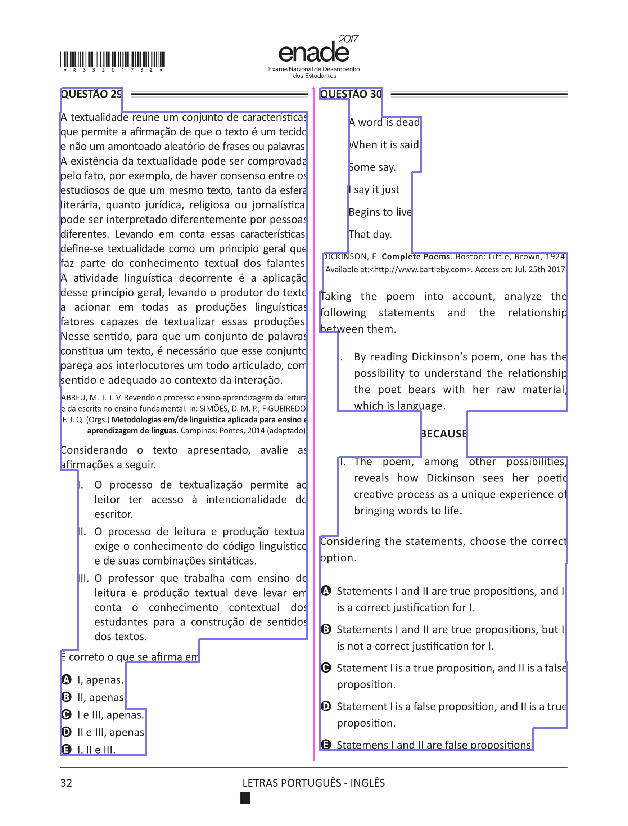 enade 2017
Exame Nacional de Desempenho
dos Estudantes
QUESTÃO 29
A textualidade reúne um conjunto de características
que permite a afirmação de que o texto é um tecido
e não um amontoado aleatório de frases ou palavras.
A existência da textualidade pode ser comprovada
pelo fato, por exemplo, de haver consenso entre os
estudiosos de que um mesmo texto, tanto da esfera
literária, quanto jurídica, religiosa ou jornalística,
pode ser interpretado diferentemente por pessoas
diferentes. Levando em conta essas características,
define-se textualidade como um princípio geral que
faz parte do conhecimento textual dos falantes.
A atividade linguística decorrente é a aplicação
desse princípio geral, levando o produtor do texto
a acionar em todas as produções linguísticas
fatores capazes de textualizar essas produções.
Nesse sentido, para que um conjunto de palavras
constitua um texto, é necessário que esse conjunto
pareça aos interlocutores um todo articulado, com
sentido e adequado ao contexto da interação.
ABREU, M. T. T. V. Revendo o processo ensino-aprendizagem da leitura
e da escrita no ensino fundamental. In: SIMÕES, D. M. P.; FIGUEIREDO,
F. J. Q. (Orgs.) Metodologias em/de linguística aplicada para ensino e
aprendizagem de línguas. Campinas: Pontes, 2014 (adaptado).
Considerando o texto apresentado, avalie as
afirmações a seguir.
I. O processo de textualização permite ao
leitor ter acesso à intencionalidade do
escritor.
II. O processo de leitura e produção textual
exige o conhecimento do código linguístico
e de suas combinações sintáticas.
III. O professor que trabalha com ensino de
leitura e produção textual deve levar em
conta o conhecimento contextual dos
estudantes para a construção de sentidos
dos textos.
É correto o que se afirma em
A I, apenas.
B II, apenas.
C I e III, apenas.
D II e III, apenas.
E I, II e III.
QUESTÃO 30
A word is dead
When it is said,
Some say.
I say it just
Begins to live
That day.
DICKINSON, E. Complete Poems. Boston: Little, Brown, 1924.
Available at:<http://www.bartleby.com>. Access on: Jul. 25th 2017.
Taking the poem into account, analyze the
following statements and the relationship
between them.
I. By reading Dickinson's poem, one has the
possibility to understand the relationship
the poet bears with her raw material,
which is language.
BECAUSE
II. The poem, among other possibilities,
reveals how Dickinson sees her poetic
creative process as a unique experience of
bringing words to life.
Considering the statements, choose the correct
option.
A Statements I and II are true propositions, and II
is a correct justification for I.
B Statements I and II are true propositions, but II
is not a correct justification for I.
C Statement I is a true proposition, and II is a false
proposition.
D Statement I is a false proposition, and II is a true
proposition.
E Statemens I and II are false propositions.
32
LETRAS PORTUGUÊS - INGLÊS